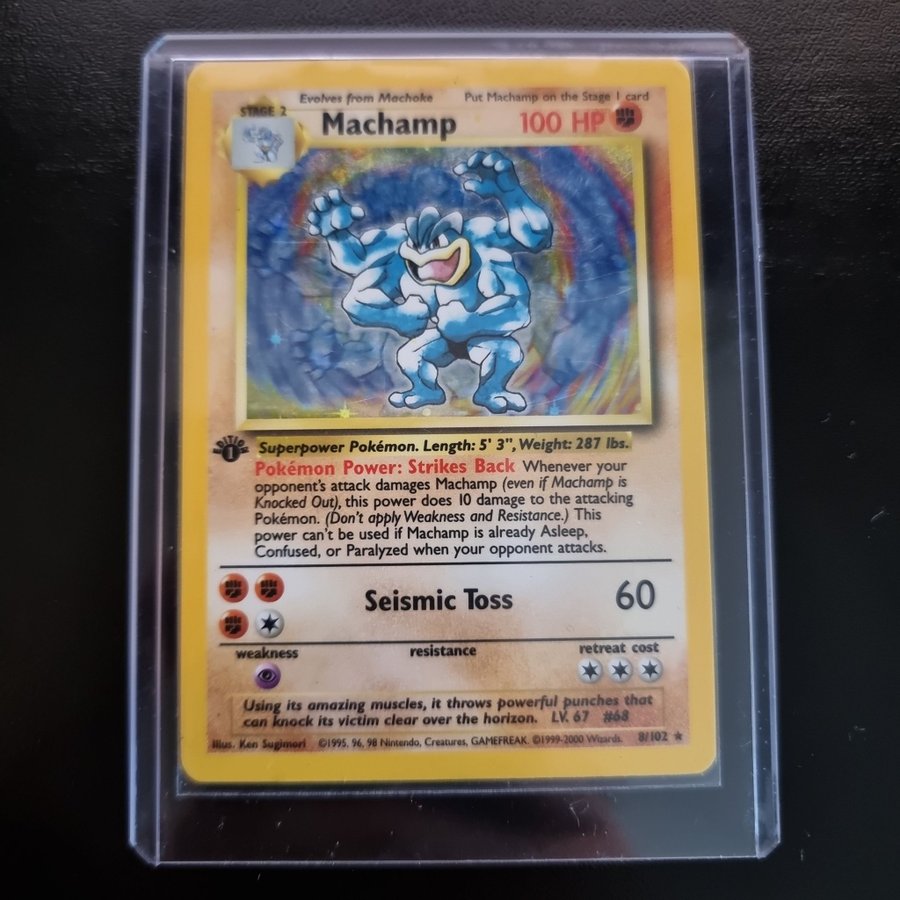 Evolves from Machoke Put Machamp on the Stage 1 card
STAGE 2
Machamp 100 HP
EDITION
1
Superpower Pokémon. Length: 5' 3", Weight: 287 lbs.
Pokémon Power: Strikes Back Whenever your
opponent's attack damages Machamp (even if Machamp is
Knocked Out), this power does 10 damage to the attacking
Pokémon. (Don't apply Weakness and Resistance.) This
power can't be used if Machamp is already Asleep,
Confused, or Paralyzed when your opponent attacks.
Seismic Toss 60
weakness resistance retreat cost
Using its amazing muscles, it throws powerful punches that
can knock its victim clear over the horizon. LV. 67 #68
Illus. Ken Sugimori ©1995, 96, 98 Nintendo, Creatures, GAMEFREAK. ©1999-2000 Wizards. 8/102 ★